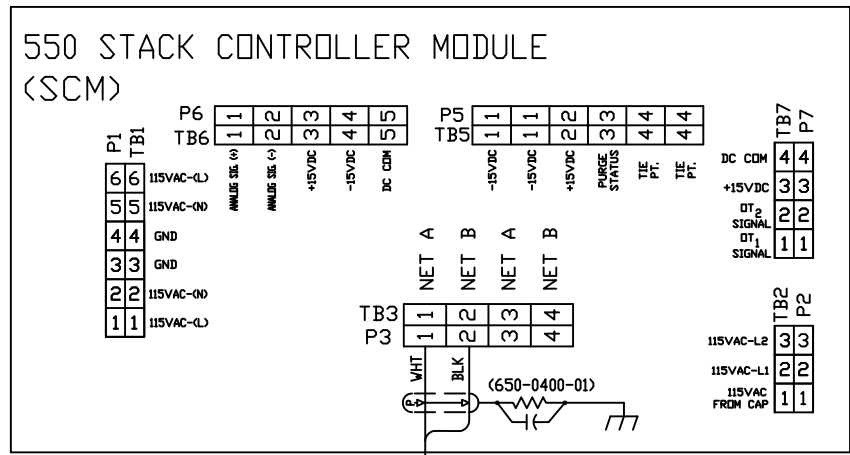 550 STACK CONTROLLER MODULE
(SCM)
P6 1 2 3 4 5
TB6 1 2 3 4 5
ANALOG SIG. (+)
ANALOG SIG. (-)
+15VDC
-15VDC
DC COM
P5 1 1 2 3 4 4
TB5 1 1 2 3 4 4
-15VDC
-15VDC
+15VDC
PURGE
STATUS
TIE
PT.
TIE
PT.
P1 TB1
6 6 115VAC-(L)
5 5 115VAC-(N)
4 4 GND
3 3 GND
2 2 115VAC-(N)
1 1 115VAC-(L)
TB7 P7
DC COM 4 4
+15VDC 3 3
OT2
SIGNAL 2 2
OT1
SIGNAL 1 1
NET A
NET B
NET A
NET B
TB3 1 2 3 4
P3 1 2 3 4
WHT
BLK
P
(650-0400-01)
TB2 P2
115VAC-L2 3 3
115VAC-L1 2 2
115VAC
FROM CAP 1 1